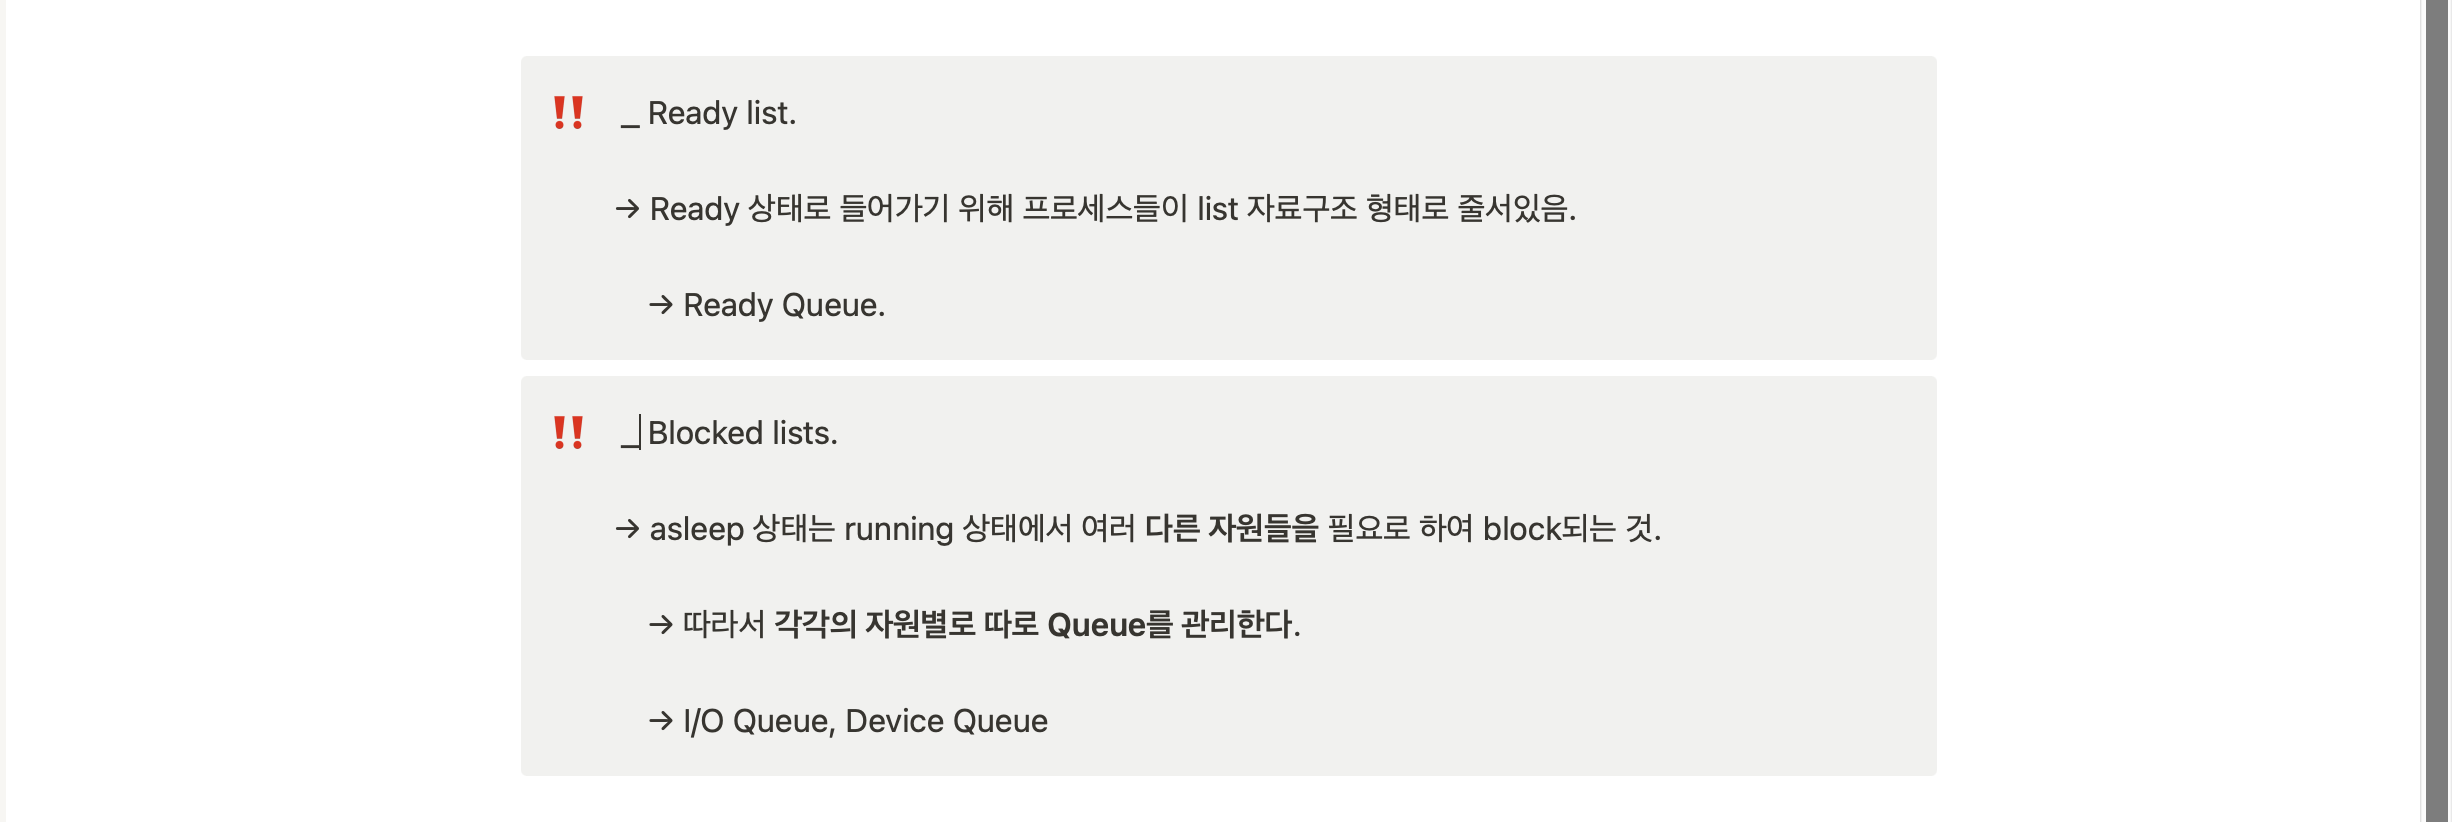 ‼ _ Ready list.
→ Ready 상태로 들어가기 위해 프로세스들이 list 자료구조 형태로 줄서있음.
→ Ready Queue.
‼ _ Blocked lists.
→ asleep 상태는 running 상태에서 여러 다른 자원들을 필요로 하여 block되는 것.
→ 따라서 각각의 자원별로 따로 Queue를 관리한다.
→ I/O Queue, Device Queue